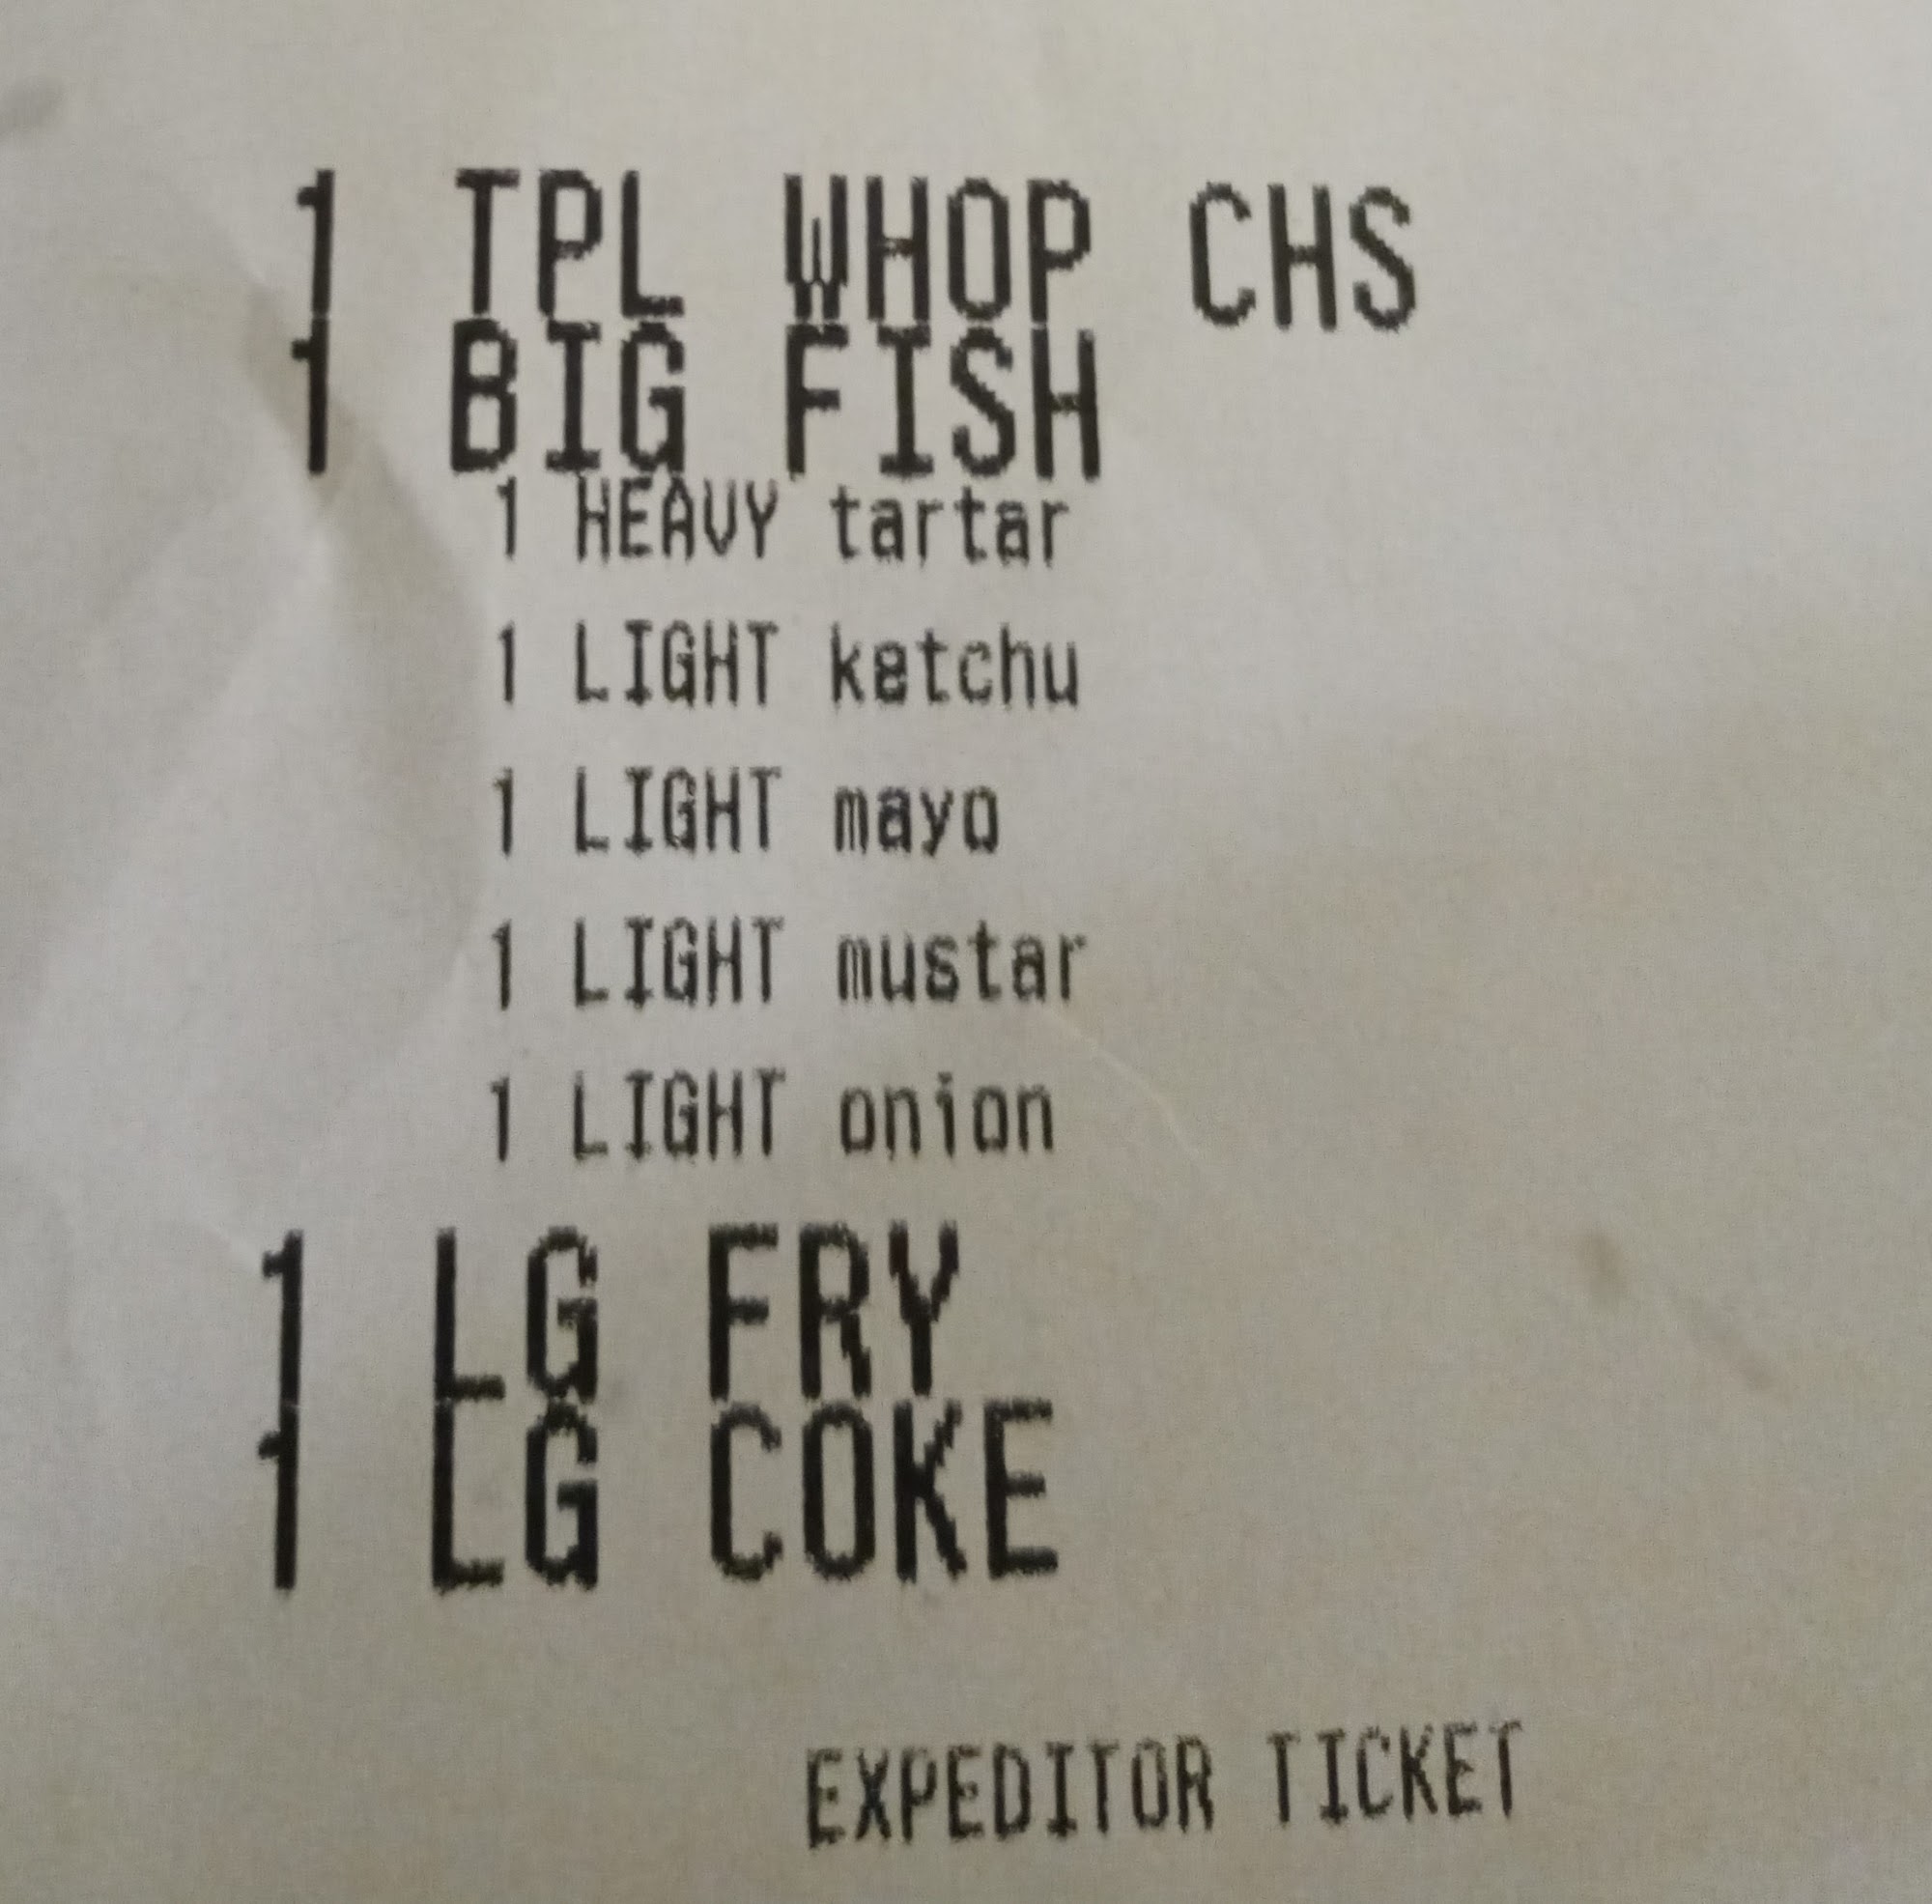 1 TPL WHOP CHS
1 BIG FISH
1 HEAVY tartar
1 LIGHT ketchu
1 LIGHT mayo
1 LIGHT mustar
1 LIGHT onion
1 LG FRY
1 LG COKE
EXPEDITOR TICKET